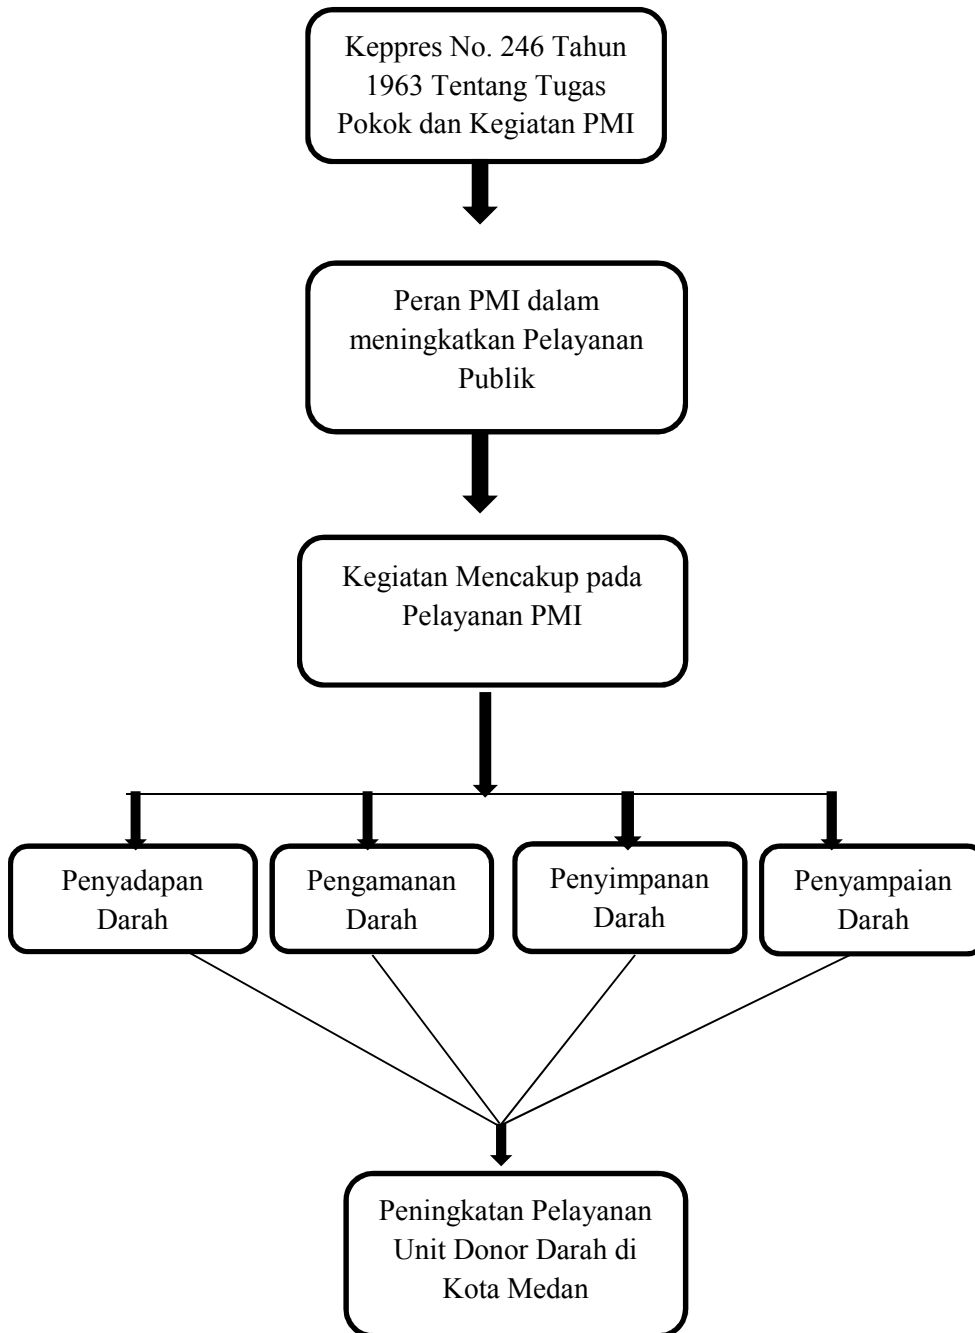 Keppres No. 246 Tahun
1963 Tentang Tugas
Pokok dan Kegiatan PMI
Peran PMI dalam
meningkatkan Pelayanan
Publik
Kegiatan Mencakup pada
Pelayanan PMI
Penyadapan
Darah
Pengamanan
Darah
Penyimpanan
Darah
Penyampaian
Darah
Peningkatan Pelayanan
Unit Donor Darah di
Kota Medan